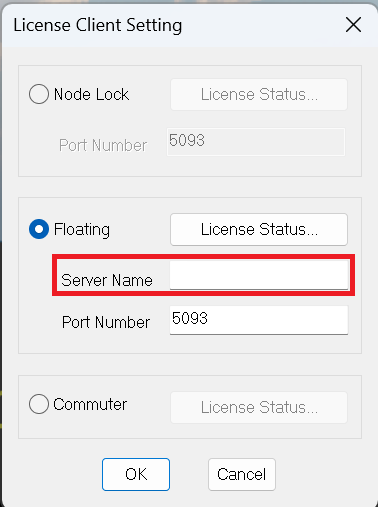 License Client Setting
Node Lock
License Status...
Port Number
5093
Floating
License Status...
Server Name
Port Number
5093
Commuter
License Status...
OK
Cancel